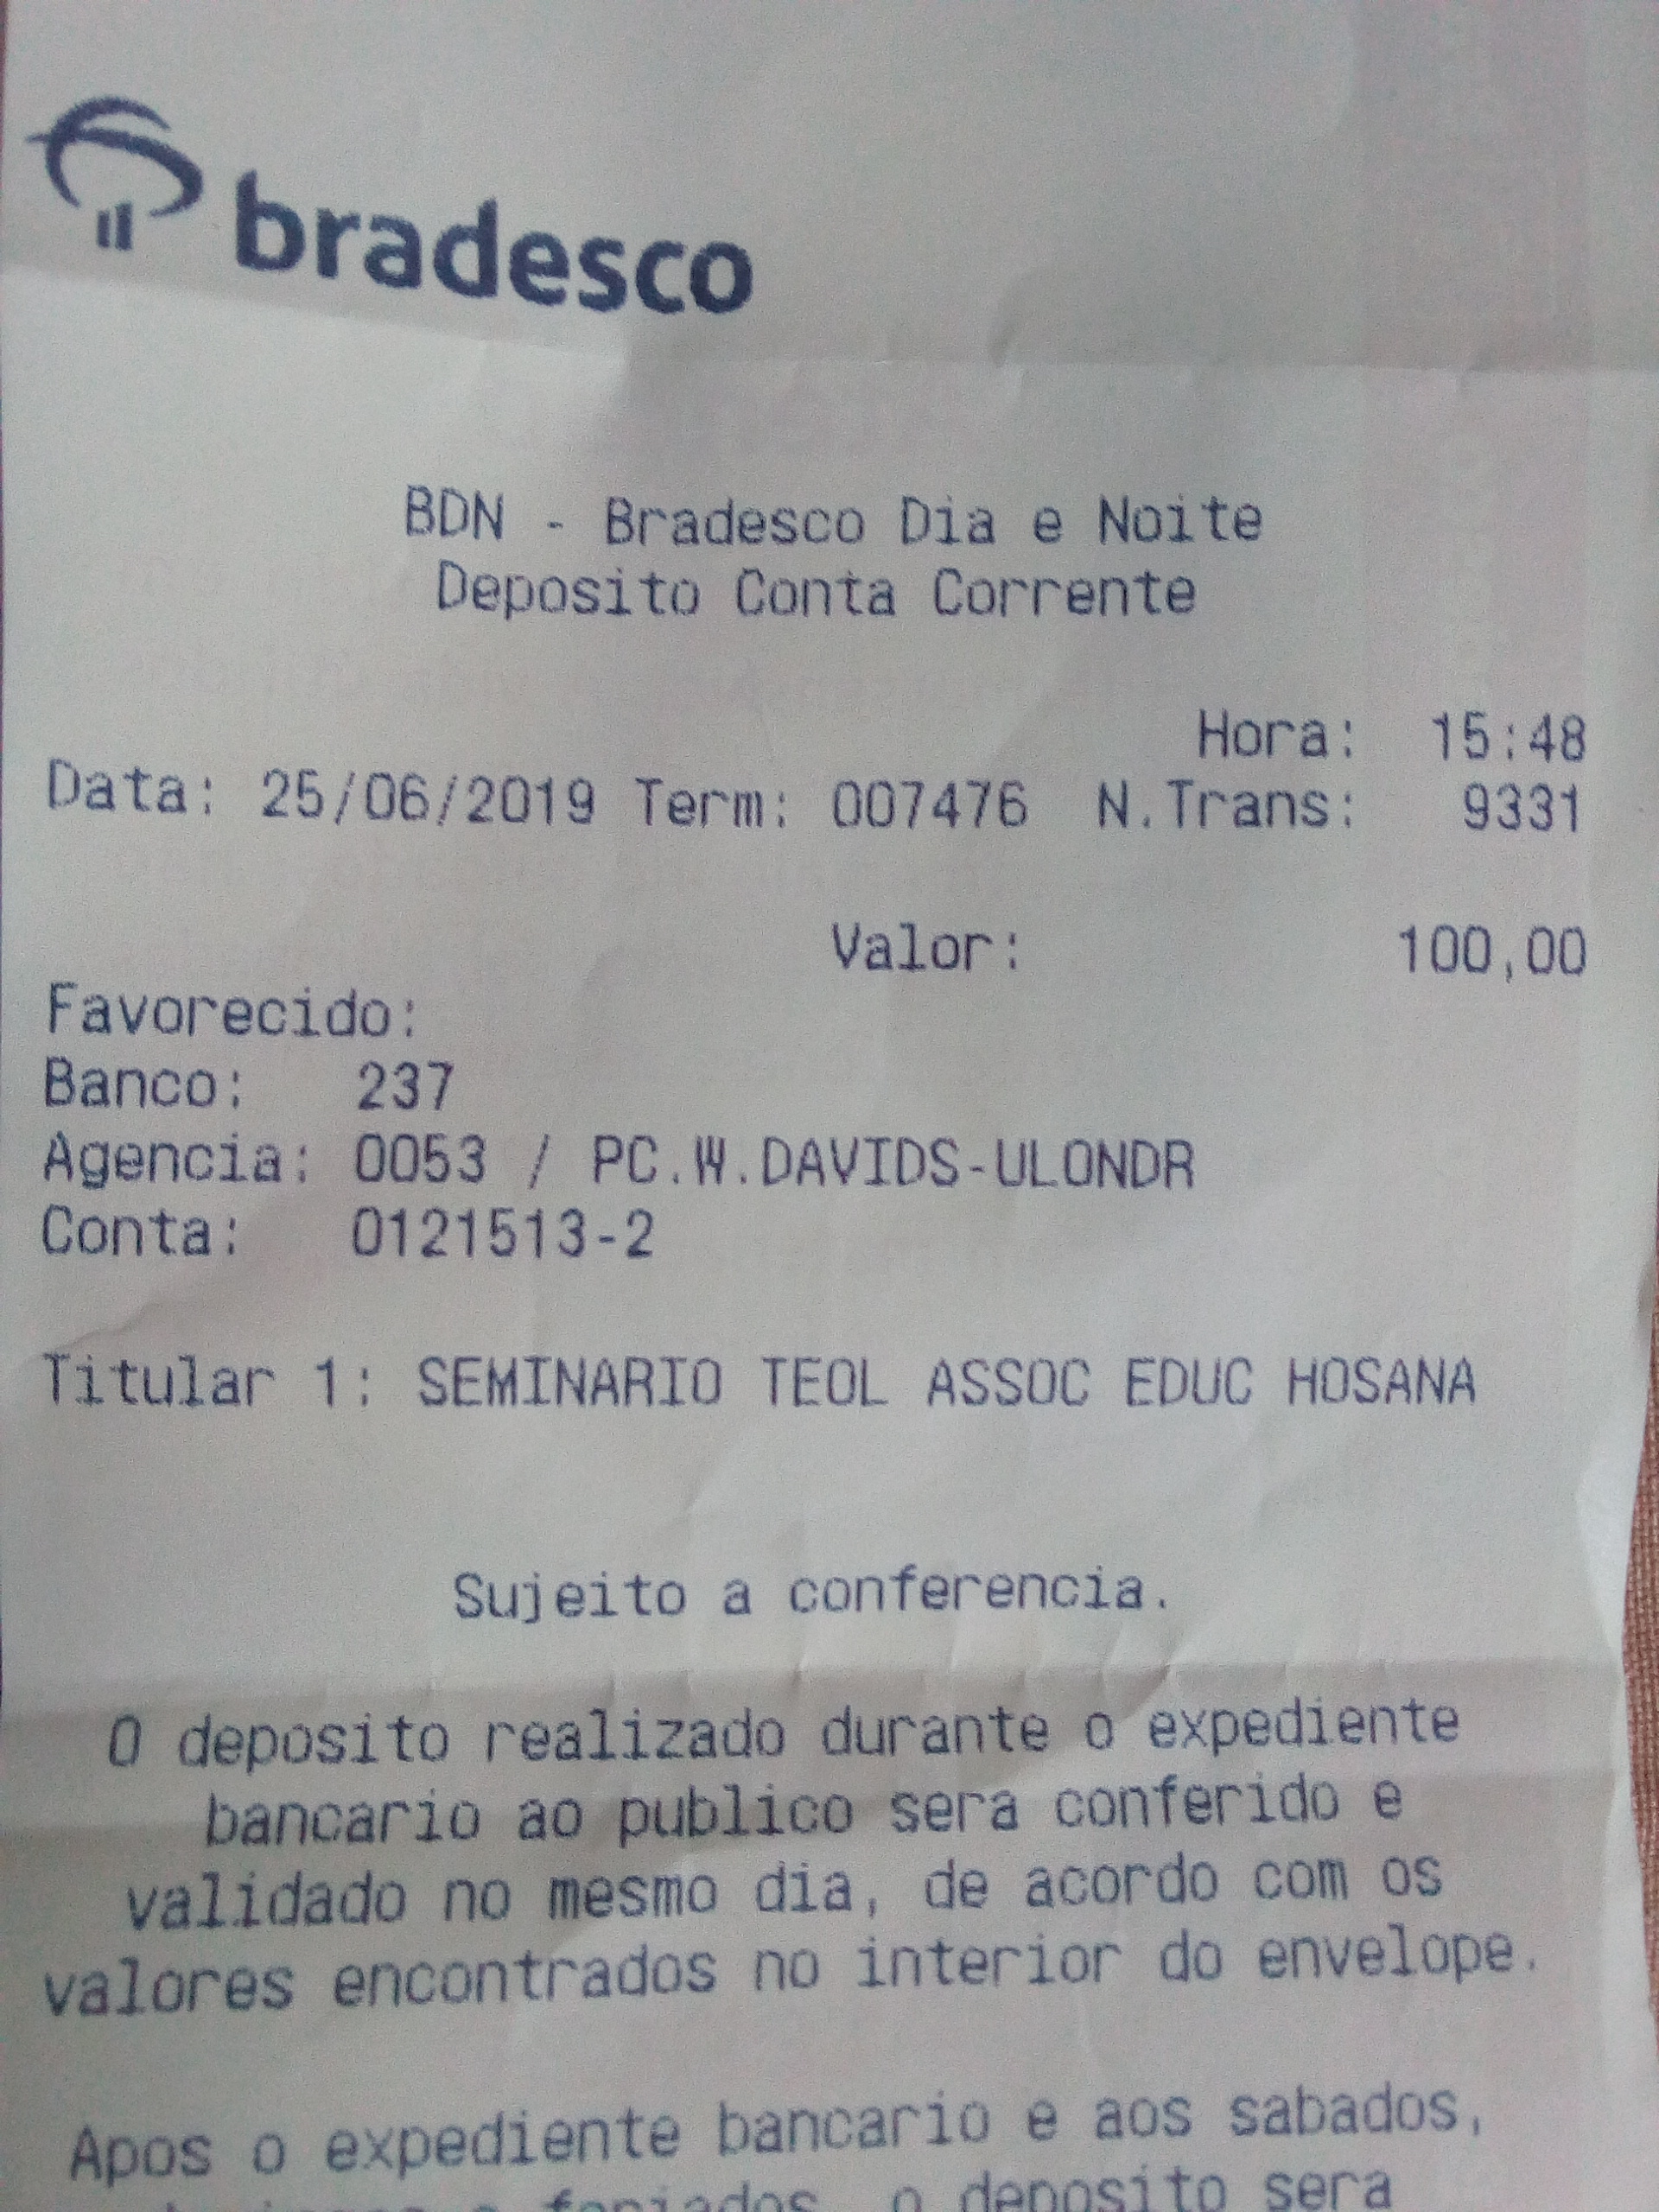 bradesco
BDN - Bradesco Dia e Noite
Deposito Conta Corrente
Hora: 15:48
Data: 25/06/2019 Term: 007476 N.Trans: 9331
Valor: 100,00
Favorecido:
Banco: 237
Agencia: 0053 / PC.W.DAVIDS-ULONDR
Conta: 0121513-2
Titular 1: SEMINARIO TEOL ASSOC EDUC HOSANA
Sujeito a conferencia.
O deposito realizado durante o expediente
bancario ao publico sera conferido e
validado no mesmo dia, de acordo com os
valores encontrados no interior do envelope.
Apos o expediente bancario e aos sabados,
feriados, o deposito sera